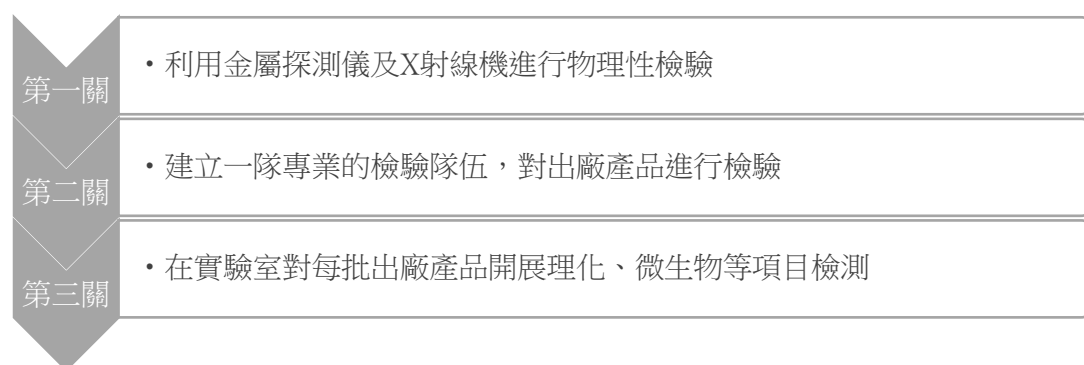 第一關
・利用金屬探測儀及X射線機進行物理性檢驗
第二關
・建立一隊專業的檢驗隊伍，對出廠產品進行檢驗
第三關
・在實驗室對每批出廠產品開展理化、微生物等項目檢測